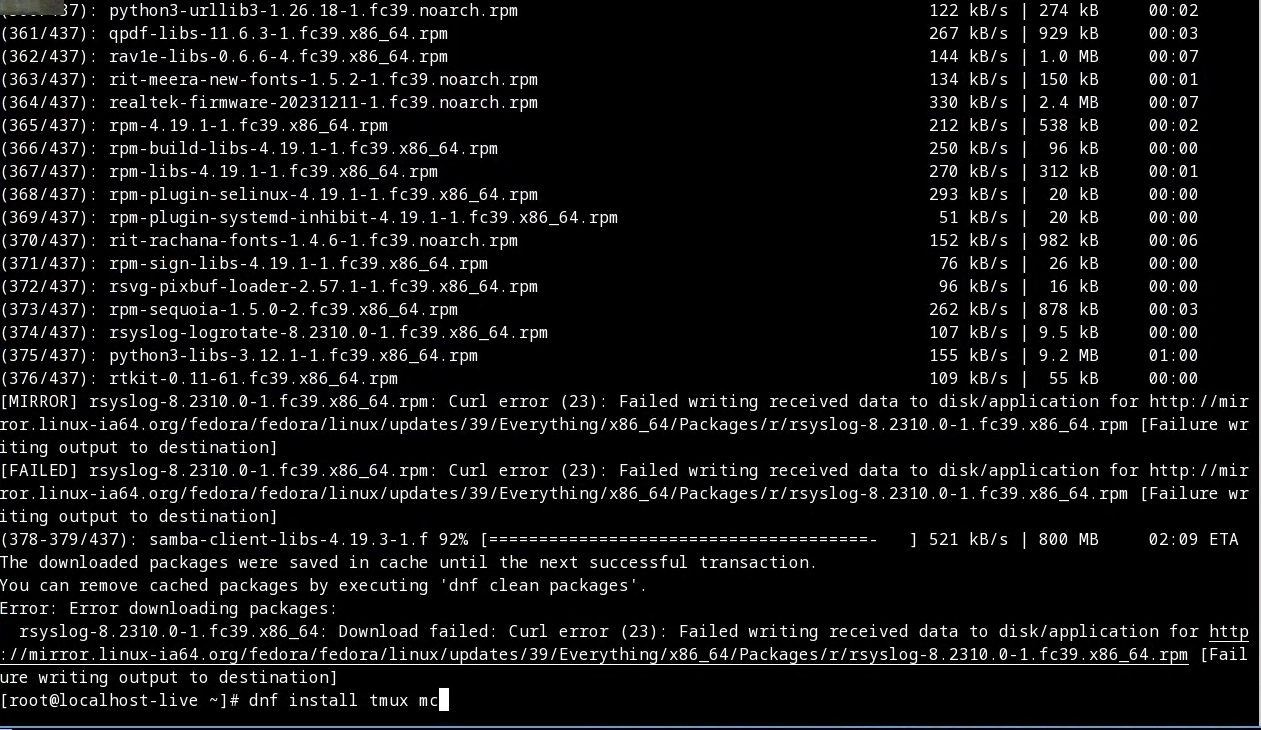 37): python3-urllib3-1.26.18-1.fc39.noarch.rpm 122 kB/s | 274 kB 00:02
(361/437): qpdf-libs-11.6.3-1.fc39.x86_64.rpm 267 kB/s | 929 kB 00:03
(362/437): rav1e-libs-0.6.6-4.fc39.x86_64.rpm 144 kB/s | 1.0 MB 00:07
(363/437): rit-meera-new-fonts-1.5.2-1.fc39.noarch.rpm 134 kB/s | 150 kB 00:01
(364/437): realtek-firmware-20231211-1.fc39.noarch.rpm 330 kB/s | 2.4 MB 00:07
(365/437): rpm-4.19.1-1.fc39.x86_64.rpm 212 kB/s | 538 kB 00:02
(366/437): rpm-build-libs-4.19.1-1.fc39.x86_64.rpm 250 kB/s | 96 kB 00:00
(367/437): rpm-libs-4.19.1-1.fc39.x86_64.rpm 270 kB/s | 312 kB 00:01
(368/437): rpm-plugin-selinux-4.19.1-1.fc39.x86_64.rpm 293 kB/s | 20 kB 00:00
(369/437): rpm-plugin-systemd-inhibit-4.19.1-1.fc39.x86_64.rpm 51 kB/s | 20 kB 00:00
(370/437): rit-rachana-fonts-1.4.6-1.fc39.noarch.rpm 152 kB/s | 982 kB 00:06
(371/437): rpm-sign-libs-4.19.1-1.fc39.x86_64.rpm 76 kB/s | 26 kB 00:00
(372/437): rsvg-pixbuf-loader-2.57.1-1.fc39.x86_64.rpm 96 kB/s | 16 kB 00:00
(373/437): rpm-sequoia-1.5.0-2.fc39.x86_64.rpm 262 kB/s | 878 kB 00:03
(374/437): rsyslog-logrotate-8.2310.0-1.fc39.x86_64.rpm 107 kB/s | 9.5 kB 00:00
(375/437): python3-libs-3.12.1-1.fc39.x86_64.rpm 155 kB/s | 9.2 MB 01:00
(376/437): rtkit-0.11-61.fc39.x86_64.rpm 109 kB/s | 55 kB 00:00
[MIRROR] rsyslog-8.2310.0-1.fc39.x86_64.rpm: Curl error (23): Failed writing received data to disk/application for http://mir
ror.linux-ia64.org/fedora/fedora/linux/updates/39/Everything/x86_64/Packages/r/rsyslog-8.2310.0-1.fc39.x86_64.rpm [Failure wr
iting output to destination]
[FAILED] rsyslog-8.2310.0-1.fc39.x86_64.rpm: Curl error (23): Failed writing received data to disk/application for http://mir
ror.linux-ia64.org/fedora/fedora/linux/updates/39/Everything/x86_64/Packages/r/rsyslog-8.2310.0-1.fc39.x86_64.rpm [Failure wr
iting output to destination]
(378-379/437): samba-client-libs-4.19.3-1.f 92% [======================================- ] 521 kB/s | 800 MB 02:09 ETA
The downloaded packages were saved in cache until the next successful transaction.
You can remove cached packages by executing 'dnf clean packages'.
Error: Error downloading packages:
rsyslog-8.2310.0-1.fc39.x86_64: Download failed: Curl error (23): Failed writing received data to disk/application for http
://mirror.linux-ia64.org/fedora/fedora/linux/updates/39/Everything/x86_64/Packages/r/rsyslog-8.2310.0-1.fc39.x86_64.rpm [Fail
ure writing output to destination]
[root@localhost-live ~]# dnf install tmux mc